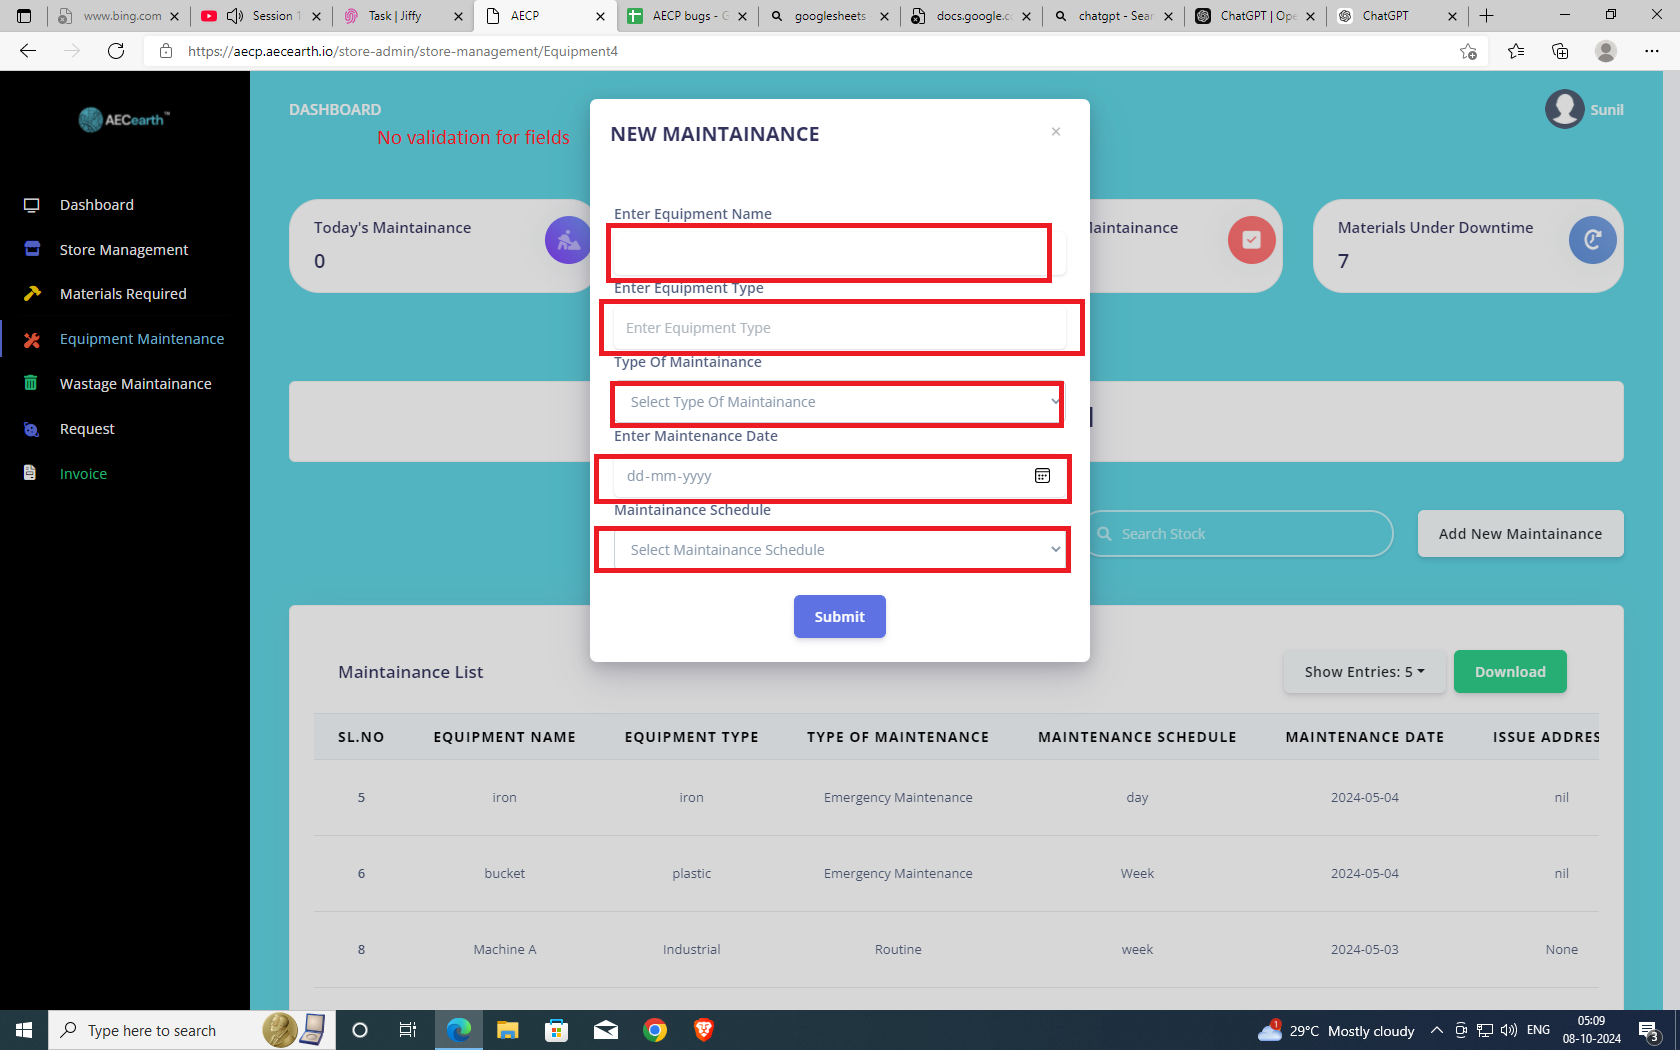 www.bing.com
Session 1
Task | Jiffy
AECP
AECP bugs - G
googlesheets
docs.google.c
chatgpt - Sear
ChatGPT | Ope
ChatGPT
https://aecp.aecearth.io/store-admin/store-management/Equipment4
AECearth™
Dashboard
Store Management
Materials Required
Equipment Maintenance
Wastage Maintainance
Request
Invoice
DASHBOARD
No validation for fields
Sunil
Today's Maintainance
0
Maintainance
Materials Under Downtime
7
NEW MAINTAINANCE
×
Enter Equipment Name
Enter Equipment Type
Enter Equipment Type
Type Of Maintainance
Select Type Of Maintainance
Enter Maintenance Date
dd-mm-yyyy
Maintainance Schedule
Select Maintainance Schedule
Submit
Search Stock
Add New Maintainance
Maintainance List
Show Entries: 5
Download
SL.NO EQUIPMENT NAME EQUIPMENT TYPE TYPE OF MAINTENANCE MAINTENANCE SCHEDULE MAINTENANCE DATE ISSUE ADDRES
5 iron iron Emergency Maintenance day 2024-05-04 nil
6 bucket plastic Emergency Maintenance Week 2024-05-04 nil
8 Machine A Industrial Routine week 2024-05-03 None
Type here to search
1
29°C Mostly cloudy
ENG
05:09
08-10-2024
3